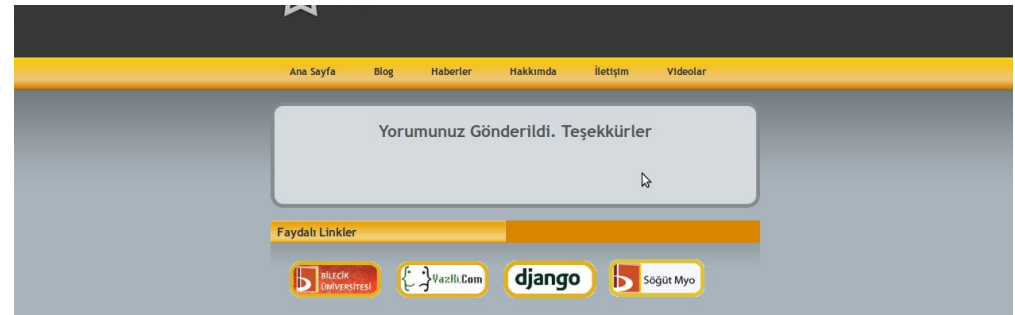 Ana Sayfa Blog Haberler Hakkımda İletişim Videolar
Yorumunuz Gönderildi. Teşekkürler
Faydalı Linkler
BİLECİK
ÜNİVERSİTESİ
YazHi.Com
django
Söğüt Myo